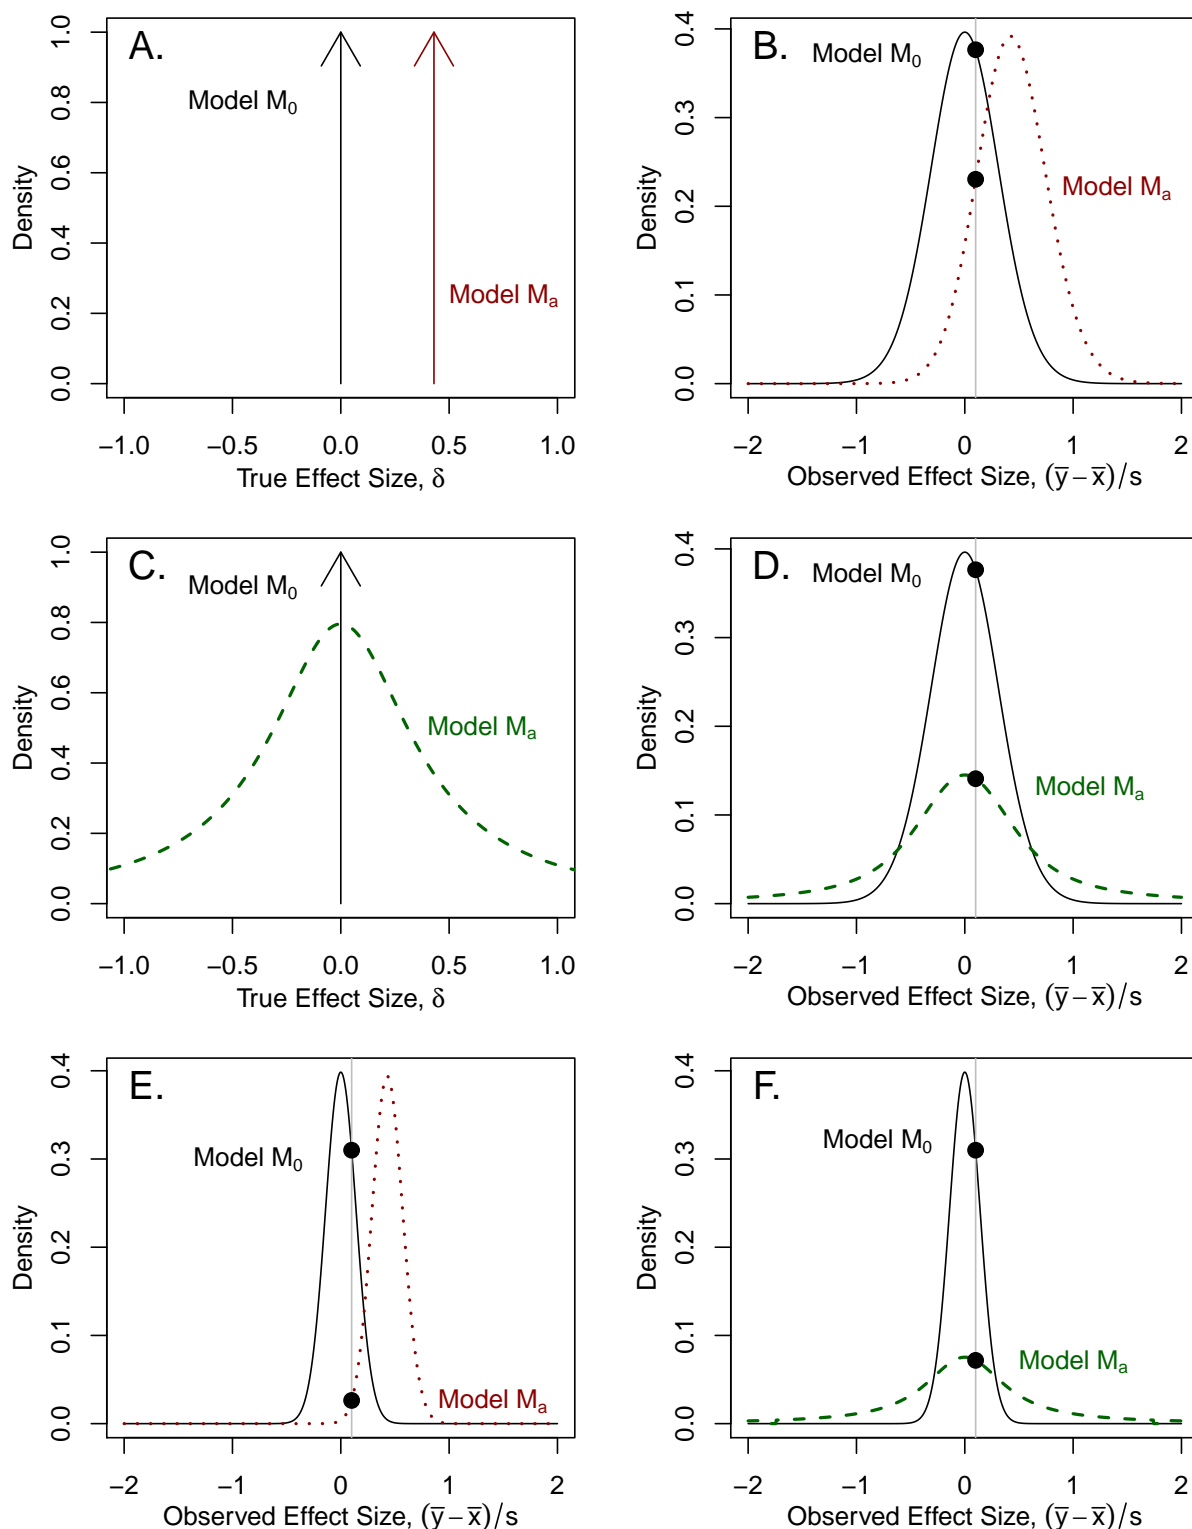 A.
Model M₀
Model Mₐ
Density
0.0 0.2 0.4 0.6 0.8 1.0
−1.0 −0.5 0.0 0.5 1.0
True Effect Size, δ
B.
Model M₀
Model Mₐ
Density
0.0 0.1 0.2 0.3 0.4
−2 −1 0 1 2
Observed Effect Size, (y̅ − x̅)/s
C.
Model M₀
Model Mₐ
Density
0.0 0.2 0.4 0.6 0.8 1.0
−1.0 −0.5 0.0 0.5 1.0
True Effect Size, δ
D.
Model M₀
Model Mₐ
Density
0.0 0.1 0.2 0.3 0.4
−2 −1 0 1 2
Observed Effect Size, (y̅ − x̅)/s
E.
Model M₀
Model Mₐ
Density
0.0 0.1 0.2 0.3 0.4
−2 −1 0 1 2
Observed Effect Size, (y̅ − x̅)/s
F.
Model M₀
Model Mₐ
Density
0.0 0.1 0.2 0.3 0.4
−2 −1 0 1 2
Observed Effect Size, (y̅ − x̅)/s